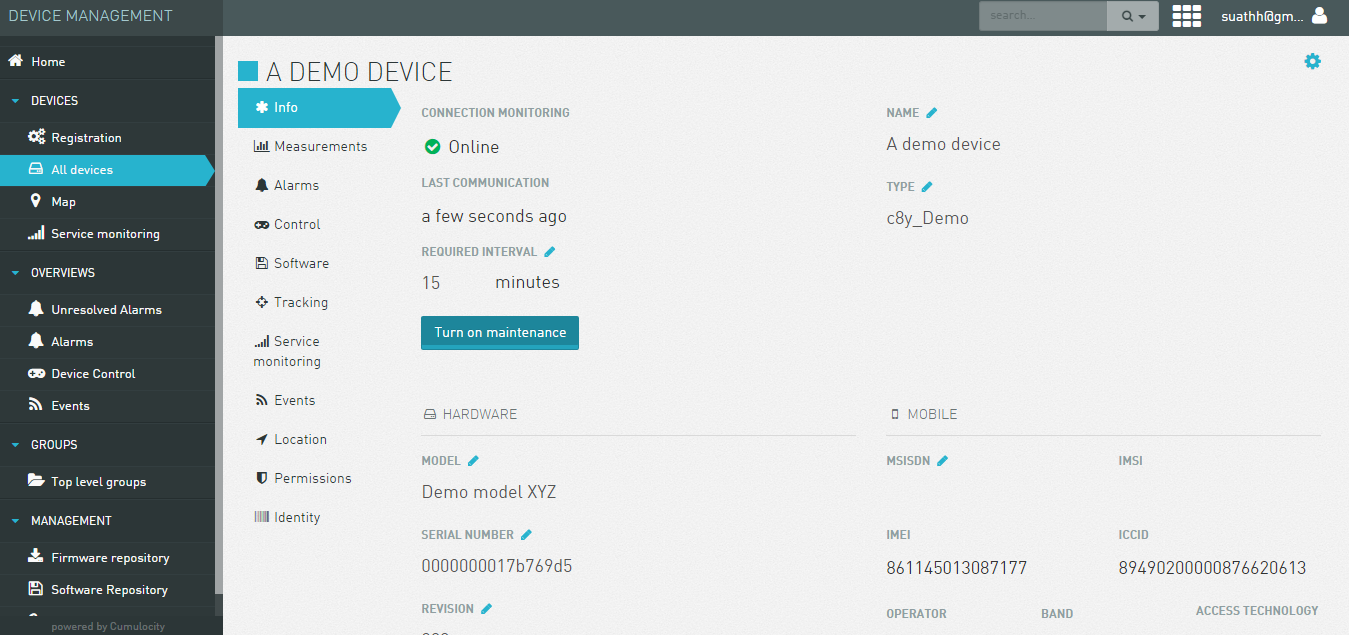 DEVICE MANAGEMENT
search...
suathh@gm...
Home
DEVICES
Registration
All devices
Map
Service monitoring
OVERVIEWS
Unresolved Alarms
Alarms
Device Control
Events
GROUPS
Top level groups
MANAGEMENT
Firmware repository
Software Repository
powered by Cumulocity
A DEMO DEVICE
Info
Measurements
Alarms
Control
Software
Tracking
Service
monitoring
Events
Location
Permissions
Identity
CONNECTION MONITORING
Online
LAST COMMUNICATION
a few seconds ago
REQUIRED INTERVAL
15 minutes
Turn on maintenance
NAME
A demo device
TYPE
c8y_Demo
HARDWARE
MODEL
Demo model XYZ
SERIAL NUMBER
0000000017b769d5
REVISION
MOBILE
MSISDN
IMSI
IMEI
861145013087177
ICCID
89490200000876620613
OPERATOR
BAND
ACCESS TECHNOLOGY